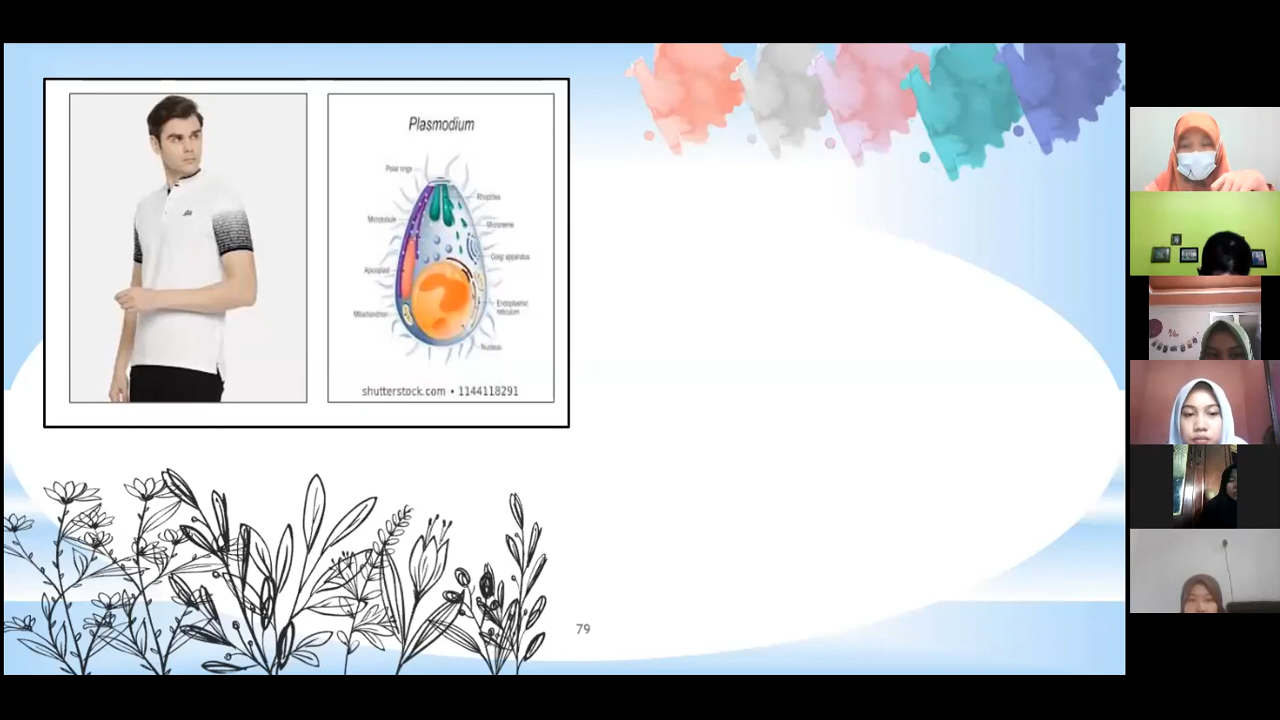 Plasmodium
Polar rings
Rhoptries
Microtubule
Microneme
Golgi apparatus
Apicoplast
Endoplasmic
reticulum
Mitochondrion
Nucleus
shutterstock.com • 1144118291
79